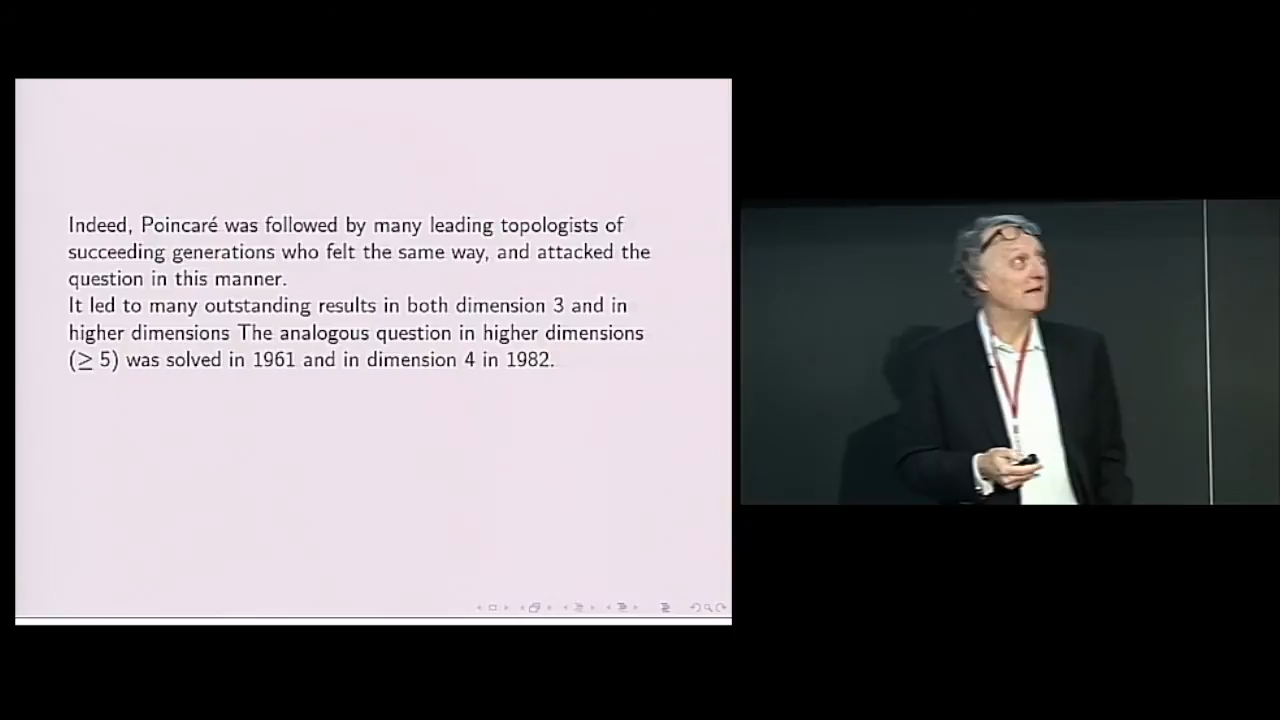 Indeed, Poincaré was followed by many leading topologists of
succeeding generations who felt the same way, and attacked the
question in this manner.
It led to many outstanding results in both dimension 3 and in
higher dimensions The analogous question in higher dimensions
(≥ 5) was solved in 1961 and in dimension 4 in 1982.